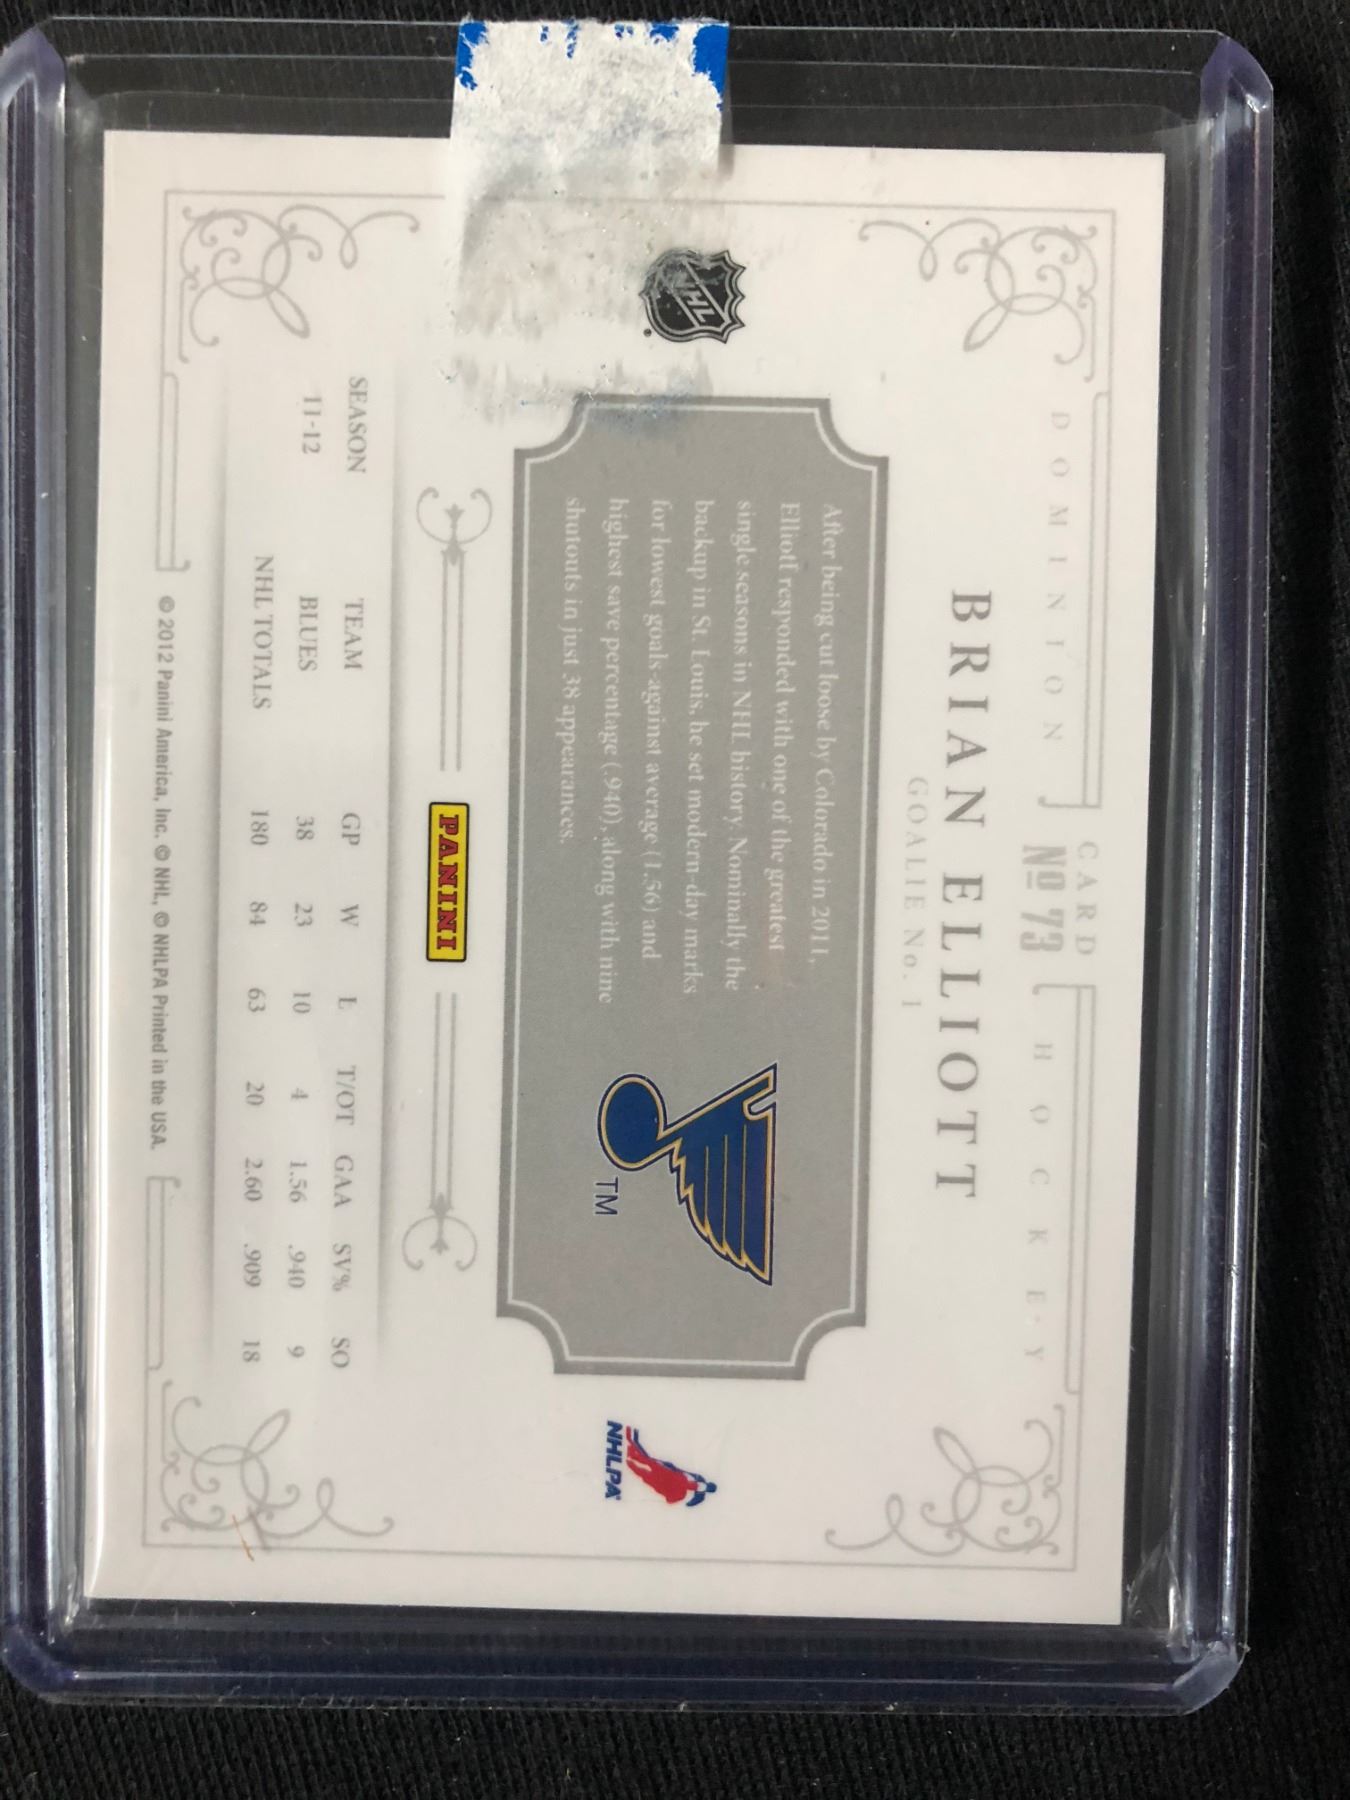 DOMINION
CARD
Nº 73
HOCKEY
BRIAN ELLIOTT
GOALIE No. 1
After being cut loose by Colorado in 2011,
Elliott responded with one of the greatest
single seasons in NHL history. Nominally the
backup in St. Louis, he set modern-day marks
for lowest goals-against average (1.56) and
highest save percentage (.940), along with nine
shutouts in just 38 appearances.
TM
NHL
NHLPA
PANINI
SEASON TEAM GP W L T/OT GAA SV% SO
11-12 BLUES 38 23 10 4 1.56 .940 9
NHL TOTALS 180 84 63 20 2.60 .909 18
© 2012 Panini America, Inc. © NHL, © NHLPA Printed in the USA.